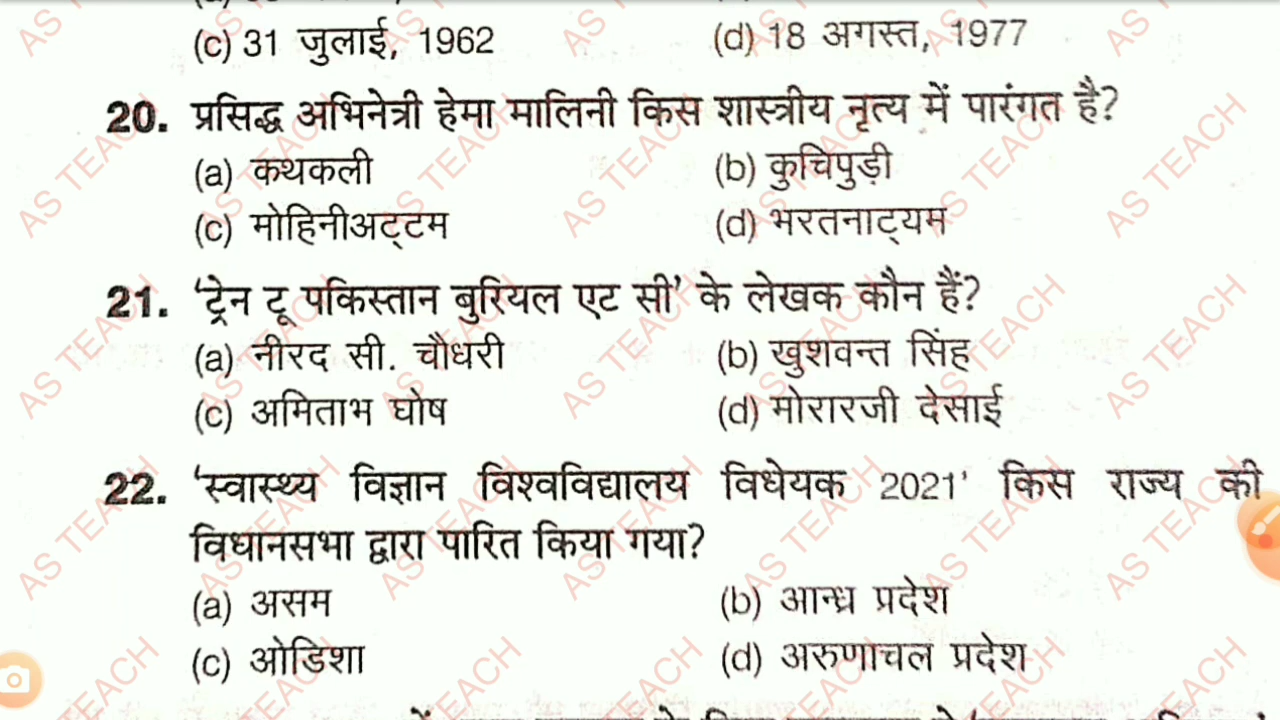 (c) 31 जुलाई, 1962 (d) 18 अगस्त, 1977
20. प्रसिद्ध अभिनेत्री हेमा मालिनी किस शास्त्रीय नृत्य में पारंगत है?
(a) कथकली (b) कुचिपुड़ी
(c) मोहिनीअट्टम (d) भरतनाट्यम
21. 'ट्रेन टू पकिस्तान बुरियल एट सी' के लेखक कौन हैं?
(a) नीरद सी. चौधरी (b) खुशवन्त सिंह
(c) अमिताभ घोष (d) मोरारजी देसाई
22. 'स्वास्थ्य विज्ञान विश्वविद्यालय विधेयक 2021' किस राज्य की
विधानसभा द्वारा पारित किया गया?
(a) असम (b) आन्ध्र प्रदेश
(c) ओडिशा (d) अरुणाचल प्रदेश
AS TEACH